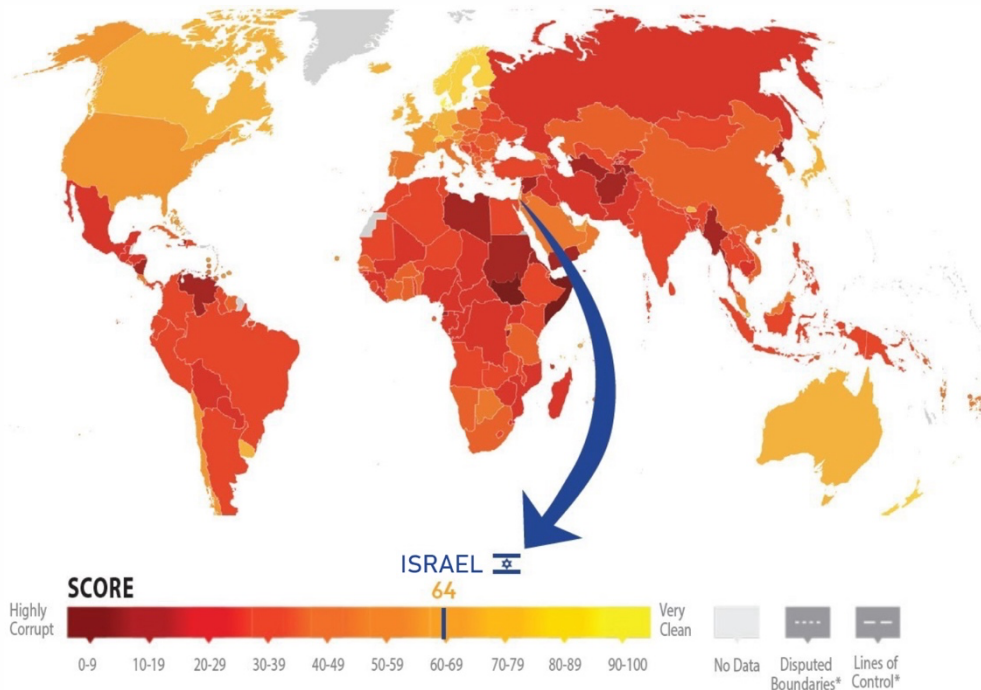 ISRAEL
64
SCORE
Highly
Corrupt
Very
Clean
0-9 10-19 20-29 30-39 40-49 50-59 60-69 70-79 80-89 90-100
No Data
Disputed
Boundaries*
Lines of
Control*